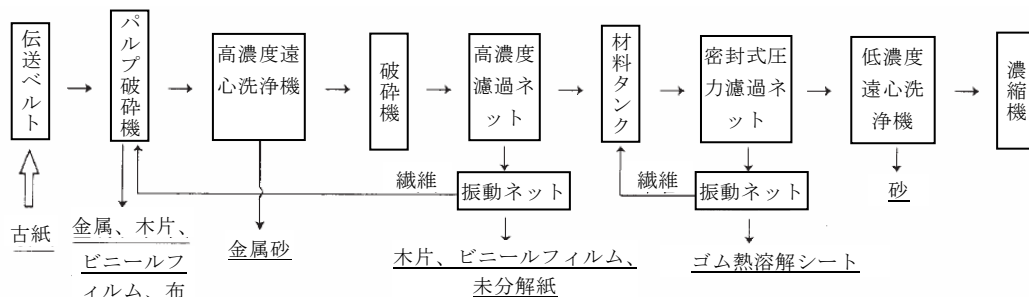 伝送ベルト
パルプ破砕機
高濃度遠
心洗浄機
破砕機
高濃度
濾過ネ
ット
材料タンク
密封式圧
力濾過ネ
ット
低濃度
遠心洗
浄機
濃縮機
繊維
振動ネット
繊維
振動ネット
砂
古紙
金属、木片、
ビニールフ
ィルム、布
金属砂
木片、ビニールフィルム、
未分解紙
ゴム熱溶解シート